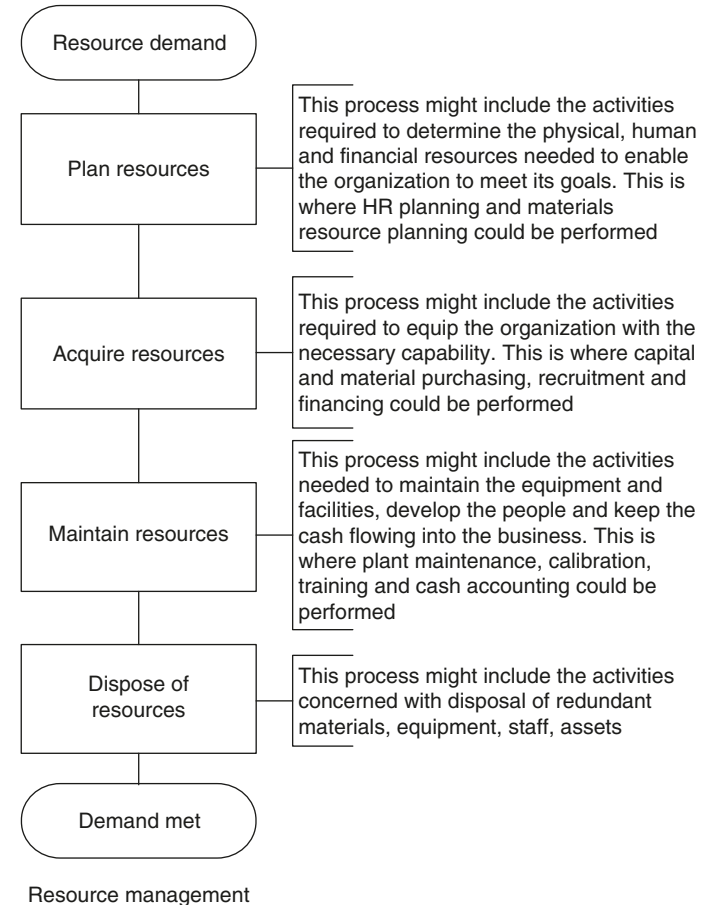 Resource demand
Plan resources
This process might include the activities
required to determine the physical, human
and financial resources needed to enable
the organization to meet its goals. This is
where HR planning and materials
resource planning could be performed
Acquire resources
This process might include the activities
required to equip the organization with the
necessary capability. This is where capital
and material purchasing, recruitment and
financing could be performed
Maintain resources
This process might include the activities
needed to maintain the equipment and
facilities, develop the people and keep the
cash flowing into the business. This is
where plant maintenance, calibration,
training and cash accounting could be
performed
Dispose of
resources
This process might include the activities
concerned with disposal of redundant
materials, equipment, staff, assets
Demand met
Resource management